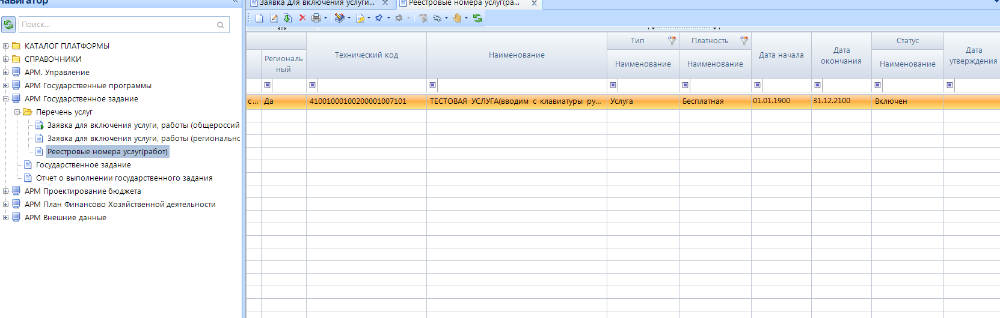 Навигатор
Поиск...
КАТАЛОГ ПЛАТФОРМЫ
СПРАВОЧНИКИ
АРМ. Управление
АРМ Государственные программы
АРМ Государственное задание
Перечень услуг
Заявка для включения услуги, работы (общероссий
Заявка для включения услуги, работы (регионально
Реестровые номера услуг(работ)
Государственное задание
Отчет о выполнении государственного задания
АРМ Проектирование бюджета
АРМ План Финансово Хозяйственной деятельности
АРМ Внешние данные
Заявка для включения услуги...
Реестровые номера услуг(ра...
Региональ
ный
Технический код
Наименование
Тип
Наименование
Платность
Наименование
Дата начала
Дата
окончания
Статус
Наименование
Дата
утверждения
с... Да 41001000100200001007101 ТЕСТОВАЯ УСЛУГА(вводим с клавиатуры ру... Услуга Бесплатная 01.01.1900 31.12.2100 Включен